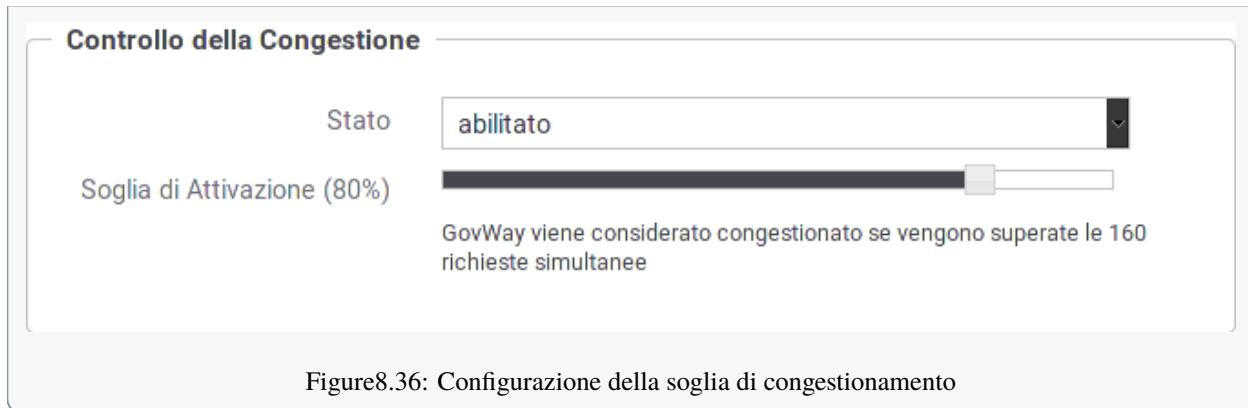 Controllo della Congestione
Stato
abilitato
Soglia di Attivazione (80%)
GovWay viene considerato congestionato se vengono superate le 160
richieste simultanee
Figure8.36: Configurazione della soglia di congestionamento